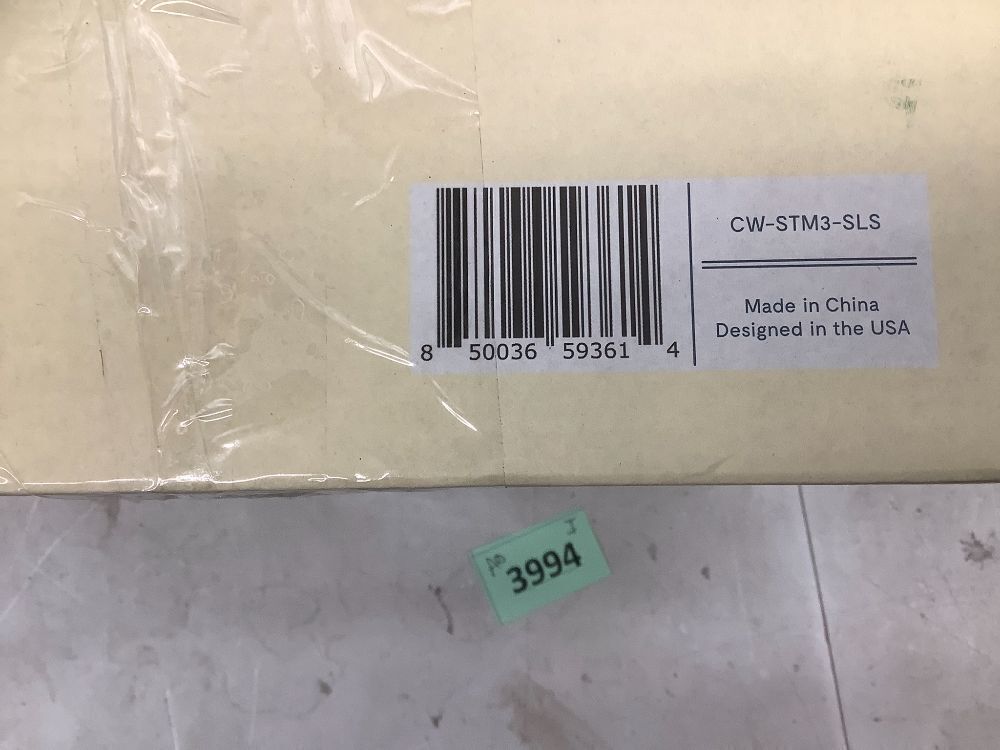 CW-STM3-SLS
8 50036 59361 4
Made in China
Designed in the USA
3994